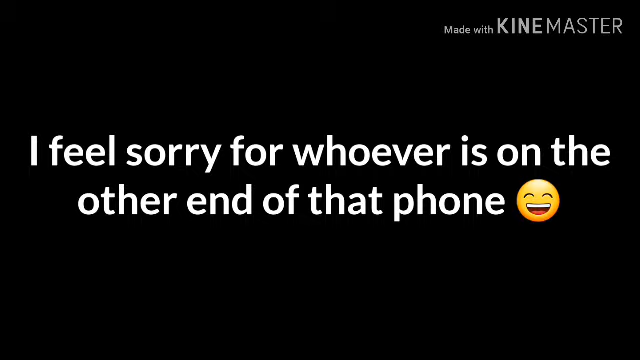 Made with KINEMASTER
I feel sorry for whoever is on the
other end of that phone 😄